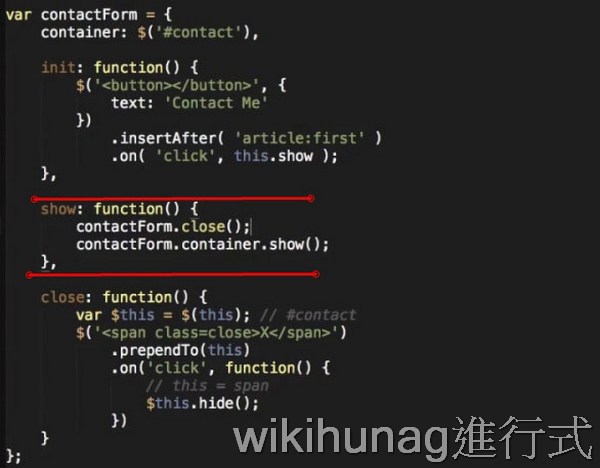 var contactForm = {
    container: $('#contact'),

    init: function() {
        $('<button></button>', {
            text: 'Contact Me'
        })
            .insertAfter( 'article:first' )
            .on( 'click', this.show );
    },

    show: function() {
        contactForm.close();
        contactForm.container.show();
    },

    close: function() {
        var $this = $(this); // #contact
        $('<span class=close>X</span>')
            .prependTo(this)
            .on('click', function() {
                // this = span
                $this.hide();
            })
    }
};
wikihunag進行式